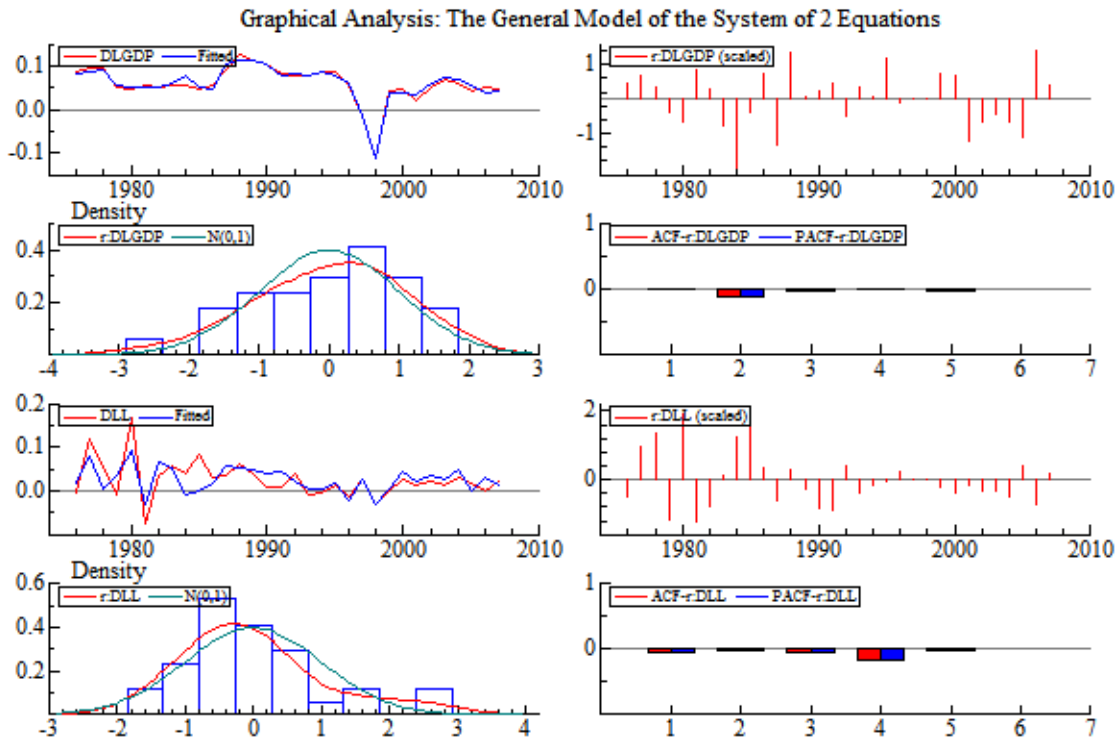 Graphical Analysis: The General Model of the System of 2 Equations
DLGDP Fitted
0.1
0.0
-0.1
1980 1990 2000 2010
r:DLGDP (scaled)
1
-1
1980 1990 2000 2010
Density
r:DLGDP N(0,1)
0.4
0.2
-4 -3 -2 -1 0 1 2 3
ACF-r:DLGDP PACF-r:DLGDP
1
0
1 2 3 4 5 6 7
DLL Fitted
0.2
0.1
0.0
1980 1990 2000 2010
r:DLL (scaled)
2
0
1980 1990 2000 2010
Density
r:DLL N(0,1)
0.6
0.4
0.2
-3 -2 -1 0 1 2 3 4
ACF-r:DLL PACF-r:DLL
1
0
1 2 3 4 5 6 7